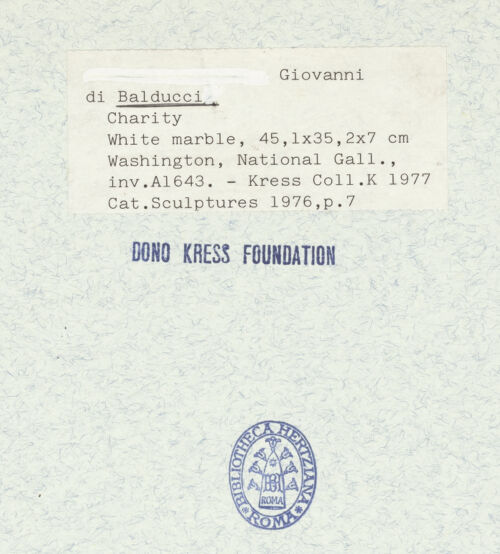 Giovanni
di Balducci
Charity
White marble, 45,1x35,2x7 cm
Washington, National Gall.,
inv.A1643. - Kress Coll.K 1977
Cat.Sculptures 1976,p.7
DONO KRESS FOUNDATION
BIBLIOTHECA HERTZIANA
ROMA
* ROMA *